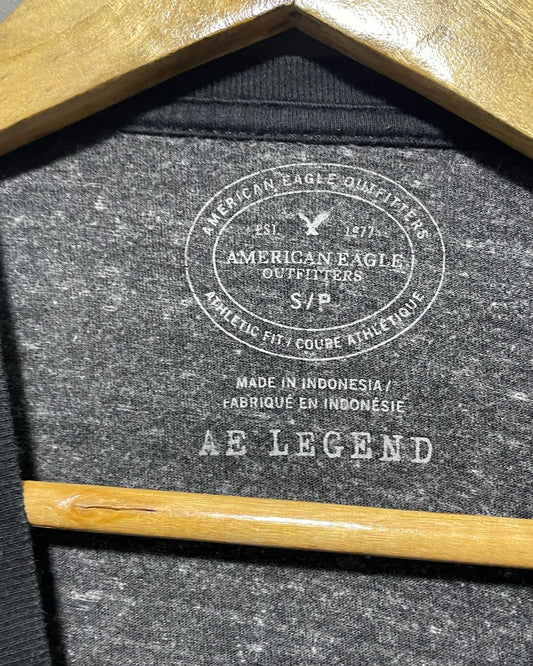 AMERICAN EAGLE OUTFITTERS
EST. 1977
AMERICAN EAGLE
OUTFITTERS
S/P
ATHLETIC FIT / COUPE ATHLÉTIQUE
MADE IN INDONESIA /
FABRIQUÉ EN INDONÉSIE
AE LEGEND